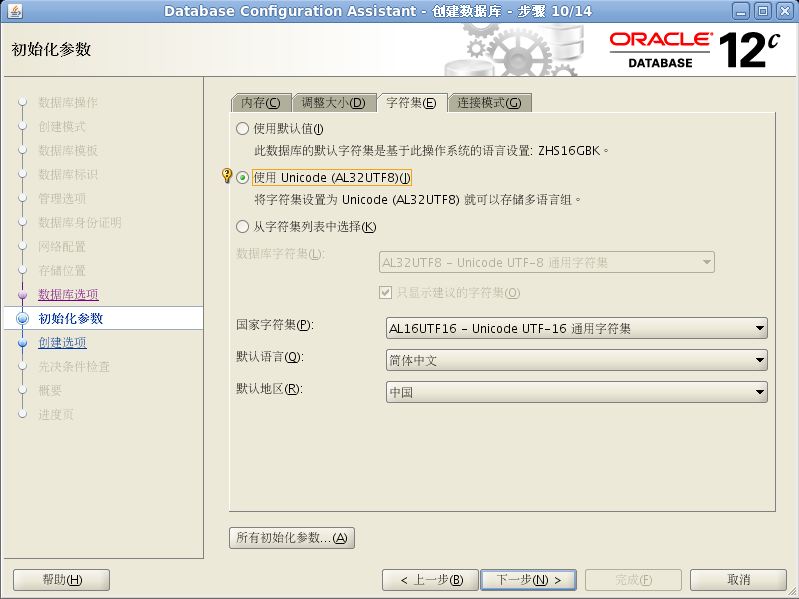 Database Configuration Assistant - 创建数据库 - 步骤 10/14
初始化参数
ORACLE
DATABASE
12c
数据库操作
创建模式
数据库模板
数据库标识
管理选项
数据库身份证明
网络配置
存储位置
数据库选项
初始化参数
创建选项
先决条件检查
概要
进度页
内存(C) 调整大小(D) 字符集(E) 连接模式(G)
使用默认值(I)
此数据库的默认字符集是基于此操作系统的语言设置: ZHS16GBK。
使用 Unicode (AL32UTF8)(J)
将字符集设置为 Unicode (AL32UTF8) 就可以存储多语言组。
从字符集列表中选择(K)
数据库字符集(L): AL32UTF8 - Unicode UTF-8 通用字符集
只显示建议的字符集(O)
国家字符集(P): AL16UTF16 - Unicode UTF-16 通用字符集
默认语言(Q): 简体中文
默认地区(R): 中国
所有初始化参数...(A)
帮助(H) < 上一步(B) 下一步(N) > 完成(F) 取消